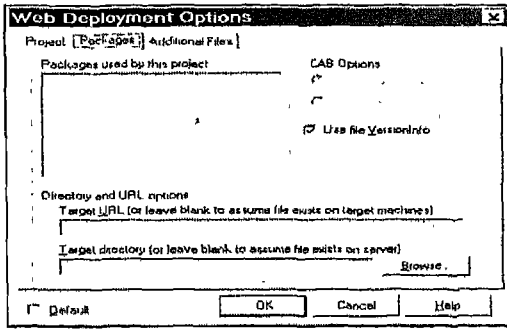 Web Deployment Options
Project Packages Additional Files
Packages used by this project
CAB Options
Use file VersionInfo
Directory and URL options
Target URL (or leave blank to assume file exists on target machines)
Target directory (or leave blank to assume file exists on server)
Browse.
Default OK Cancel Help